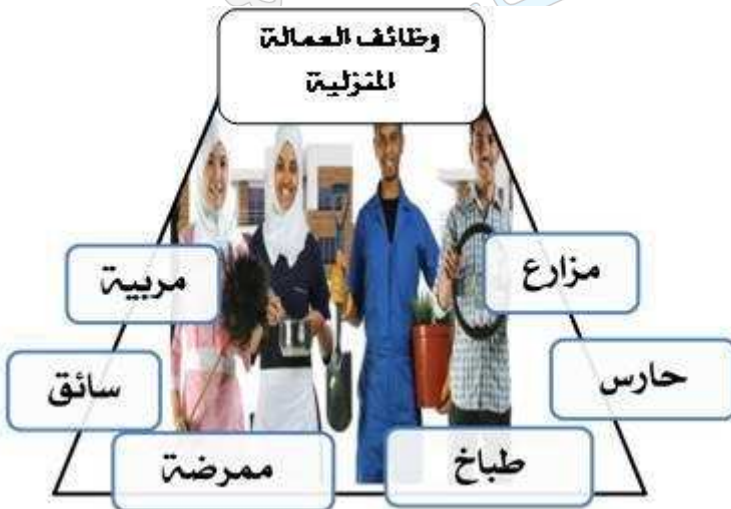 وظائف العمالة
المنزلية
مزارع
مربية
حارس
سائق
طباخ
ممرضة